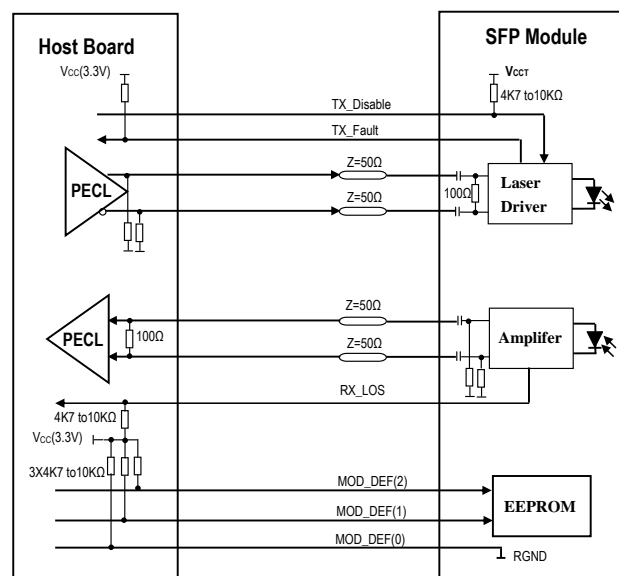 Host Board
SFP Module
Vcc(3.3V)
VCCT
4K7 to10KΩ
TX_Disable
TX_Fault
Z=50Ω
PECL
100Ω
Laser
Driver
Z=50Ω
Z=50Ω
PECL
100Ω
Amplifer
Z=50Ω
RX_LOS
4K7 to10KΩ
Vcc(3.3V)
3X4K7 to10KΩ
MOD_DEF(2)
EEPROM
MOD_DEF(1)
MOD_DEF(0)
RGND